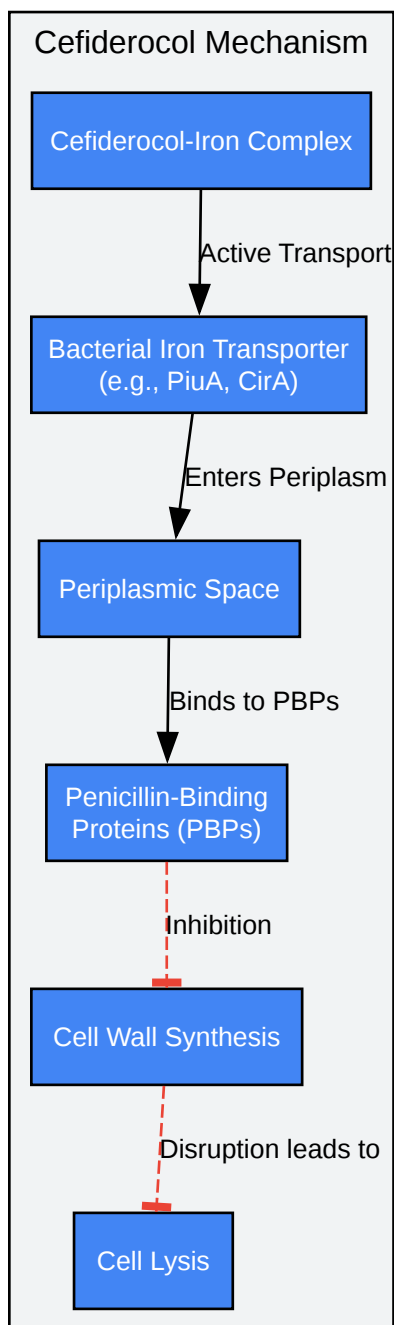 Cefiderocol Mechanism
Cefiderocol-Iron Complex
Active Transport
Bacterial Iron Transporter
(e.g., PiuA, CirA)
Enters Periplasm
Periplasmic Space
Binds to PBPs
Penicillin-Binding
Proteins (PBPs)
Inhibition
Cell Wall Synthesis
Disruption leads to
Cell Lysis